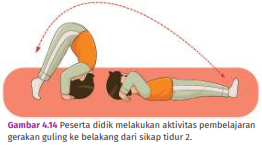 Gambar 4.14 Peserta didik melakukan aktivitas pembelajaran
gerakan guling ke belakang dari sikap tidur 2.